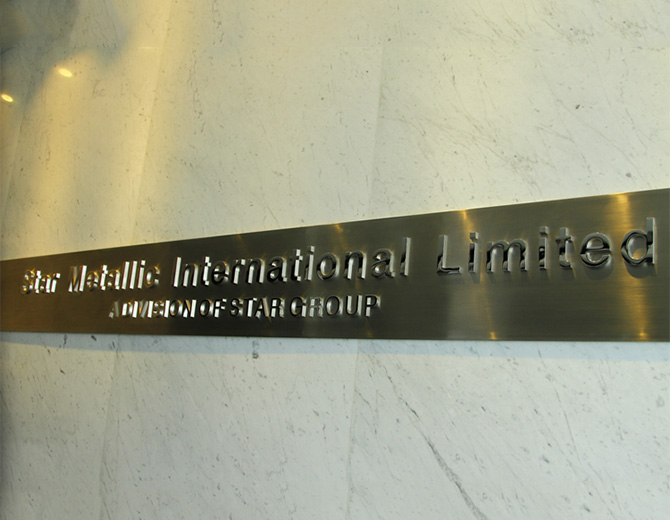 Star Metallic International Limited
A DIVISION OF STAR GROUP